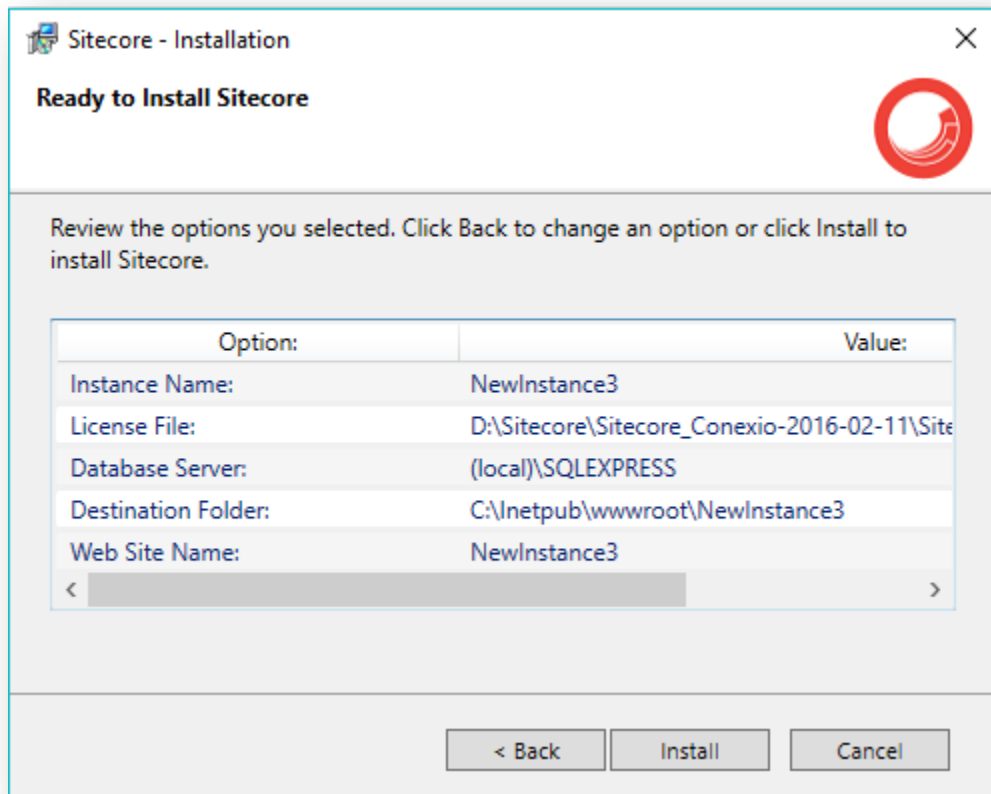 Sitecore - Installation
Ready to Install Sitecore
Review the options you selected. Click Back to change an option or click Install to
install Sitecore.
Option: Value:
Instance Name: NewInstance3
License File: D:\Sitecore\Sitecore_Conexio-2016-02-11\Site
Database Server: (local)\SQLEXPRESS
Destination Folder: C:\Inetpub\wwwroot\NewInstance3
Web Site Name: NewInstance3
< Back Install Cancel